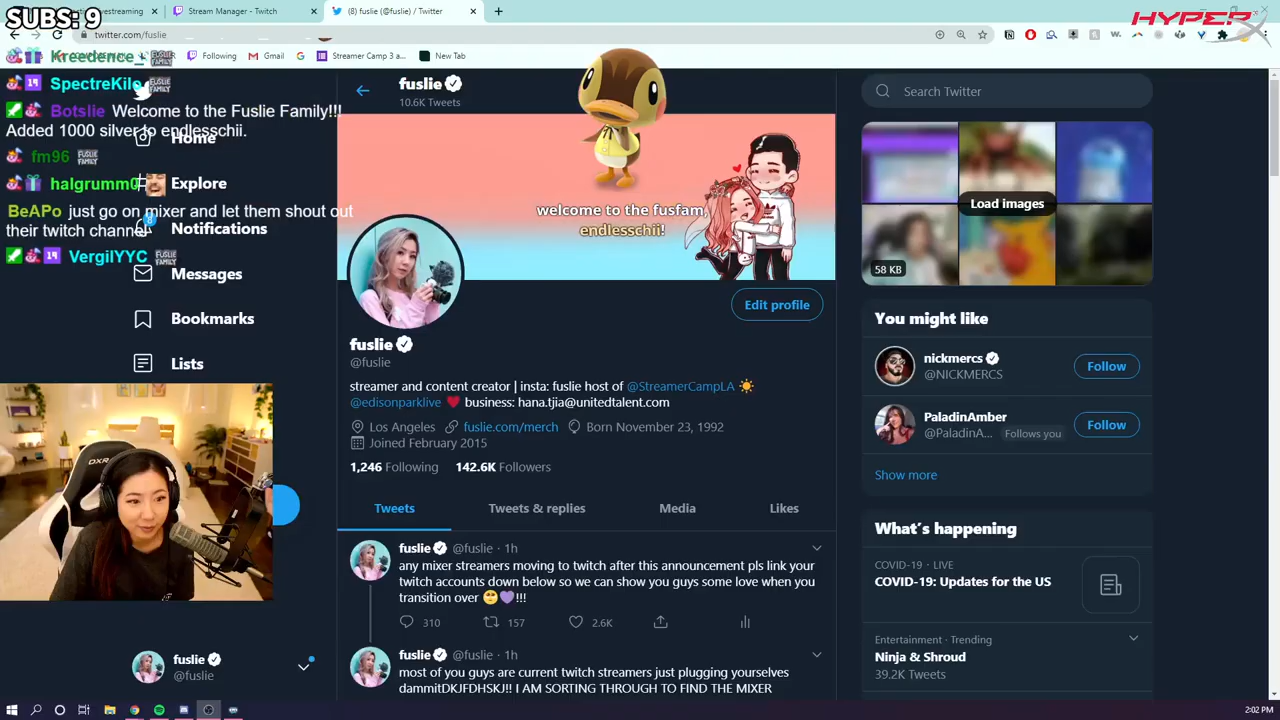 SUBS: 9
livestreaming
Stream Manager - Twitch
(8) fuslie (@fuslie) / Twitter
HYPERX
twitter.com/fuslie
Following
Gmail
Streamer Camp 3 a
New Tab
Kreedence_
SpectreKilo
Botslie Welcome to the Fuslie Family!!!
Added 1000 silver to endlesschii.
fm96
halgrumm0
BeAPo just go on mixer and let them shout out
their twitch channel
VergilYYC
Home
Explore
8
Notifications
Messages
Bookmarks
Lists
fuslie
@fuslie
fuslie
10.6K Tweets
welcome to the fusfam,
endlesschii!
Edit profile
fuslie
@fuslie
streamer and content creator | insta: fuslie host of @StreamerCampLA
@edisonparklive business: hana.tjia@unitedtalent.com
Los Angeles fuslie.com/merch Born November 23, 1992
Joined February 2015
1,246 Following 142.6K Followers
Tweets Tweets & replies Media Likes
fuslie @fuslie · 1h
any mixer streamers moving to twitch after this announcement pls link your
twitch accounts down below so we can show you guys some love when you
transition over !!!
310 157 2.6K
fuslie @fuslie · 1h
most of you guys are current twitch streamers just plugging yourselves
dammitDKJFDHSKJ!! I AM SORTING THROUGH TO FIND THE MIXER
Search Twitter
Load images
58 KB
You might like
nickmercs
@NICKMERCS
Follow
PaladinAmber
@PaladinA... Follows you
Follow
Show more
What's happening
COVID-19 · LIVE
COVID-19: Updates for the US
Entertainment · Trending
Ninja & Shroud
39.2K Tweets
DXR
2:02 PM